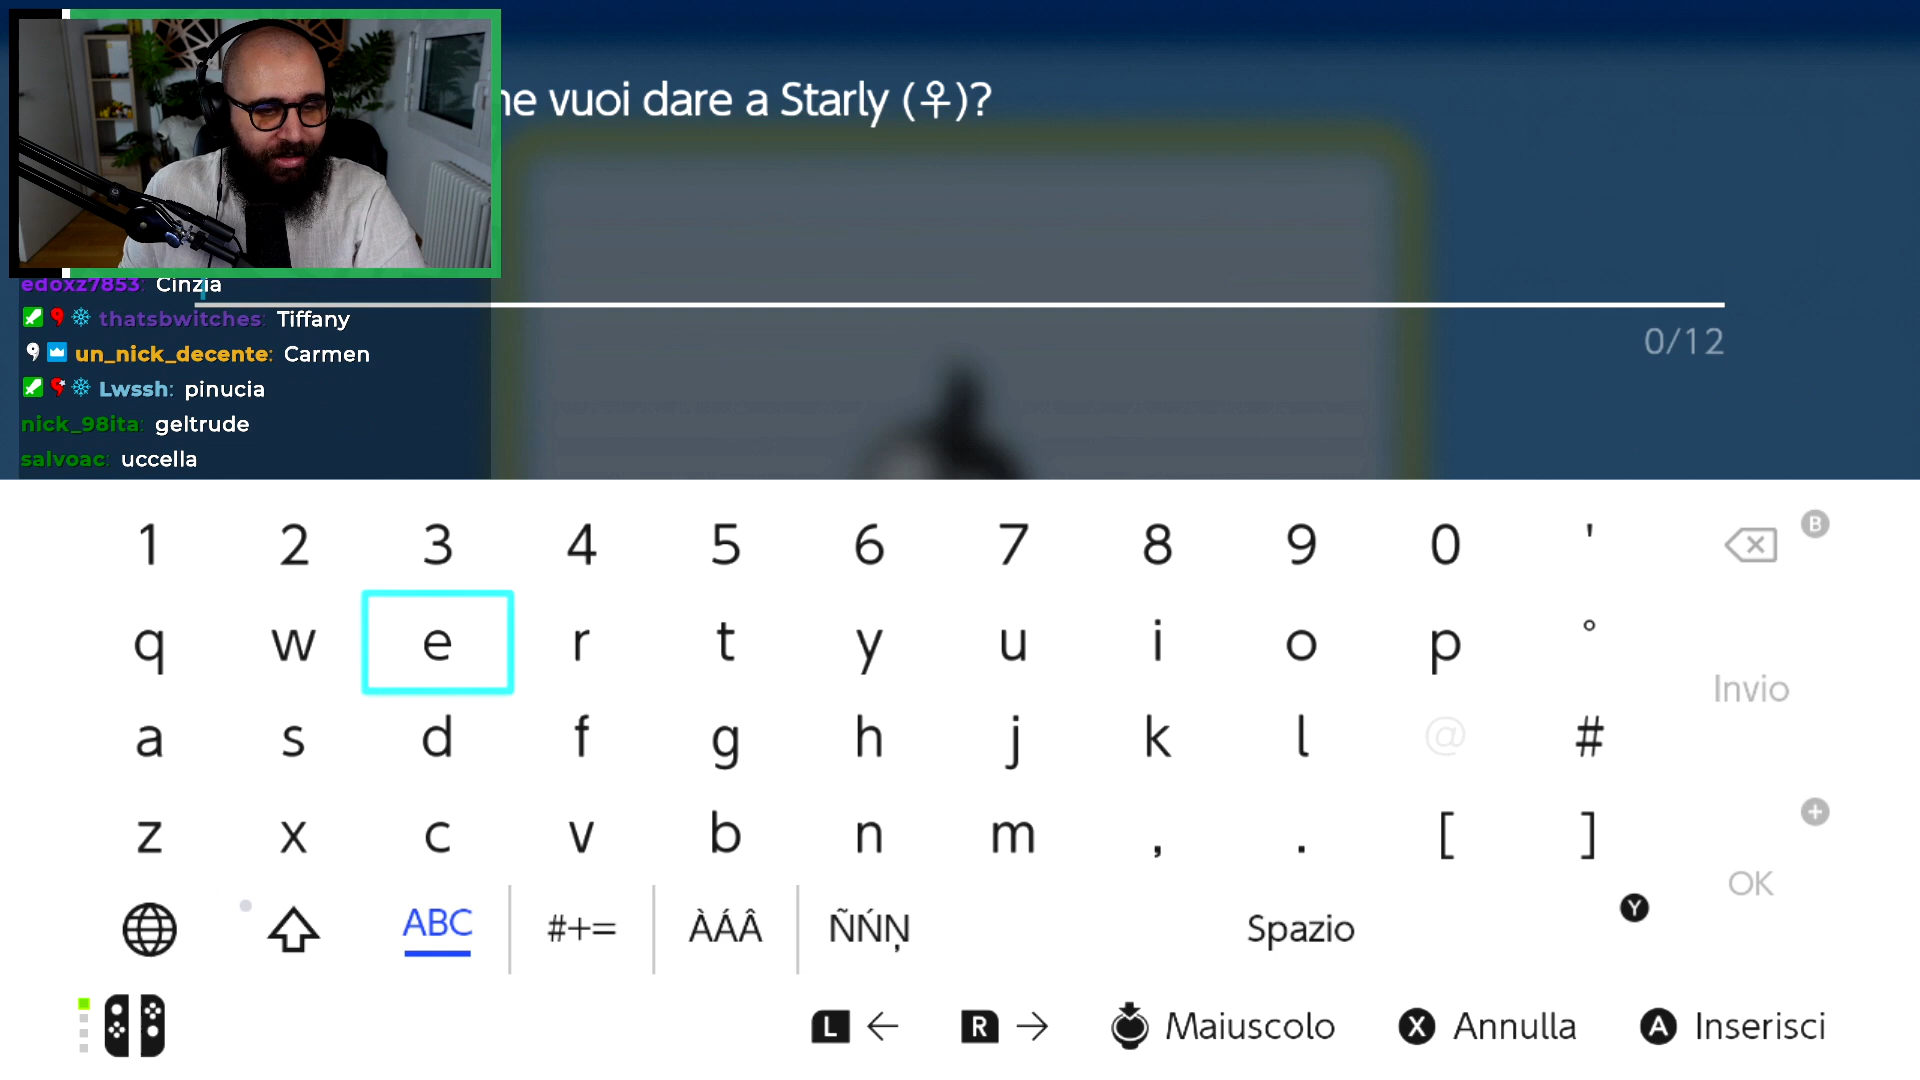 ne vuoi dare a Starly (♀)?
edoxz7853: Cinzia
thatsbwitches: Tiffany
un_nick_decente: Carmen
Lwssh: pinucia
nick_98ita: geltrude
salvoac: uccella
0/12
1 2 3 4 5 6 7 8 9 0 ' B
q w e r t y u i o p °
Invio
a s d f g h j k l @ #
z x c v b n m , . [ ] +
OK
ABC #+= ÀÁÂ ÑŃŅ Spazio Y
L ← R → Maiuscolo X Annulla A Inserisci